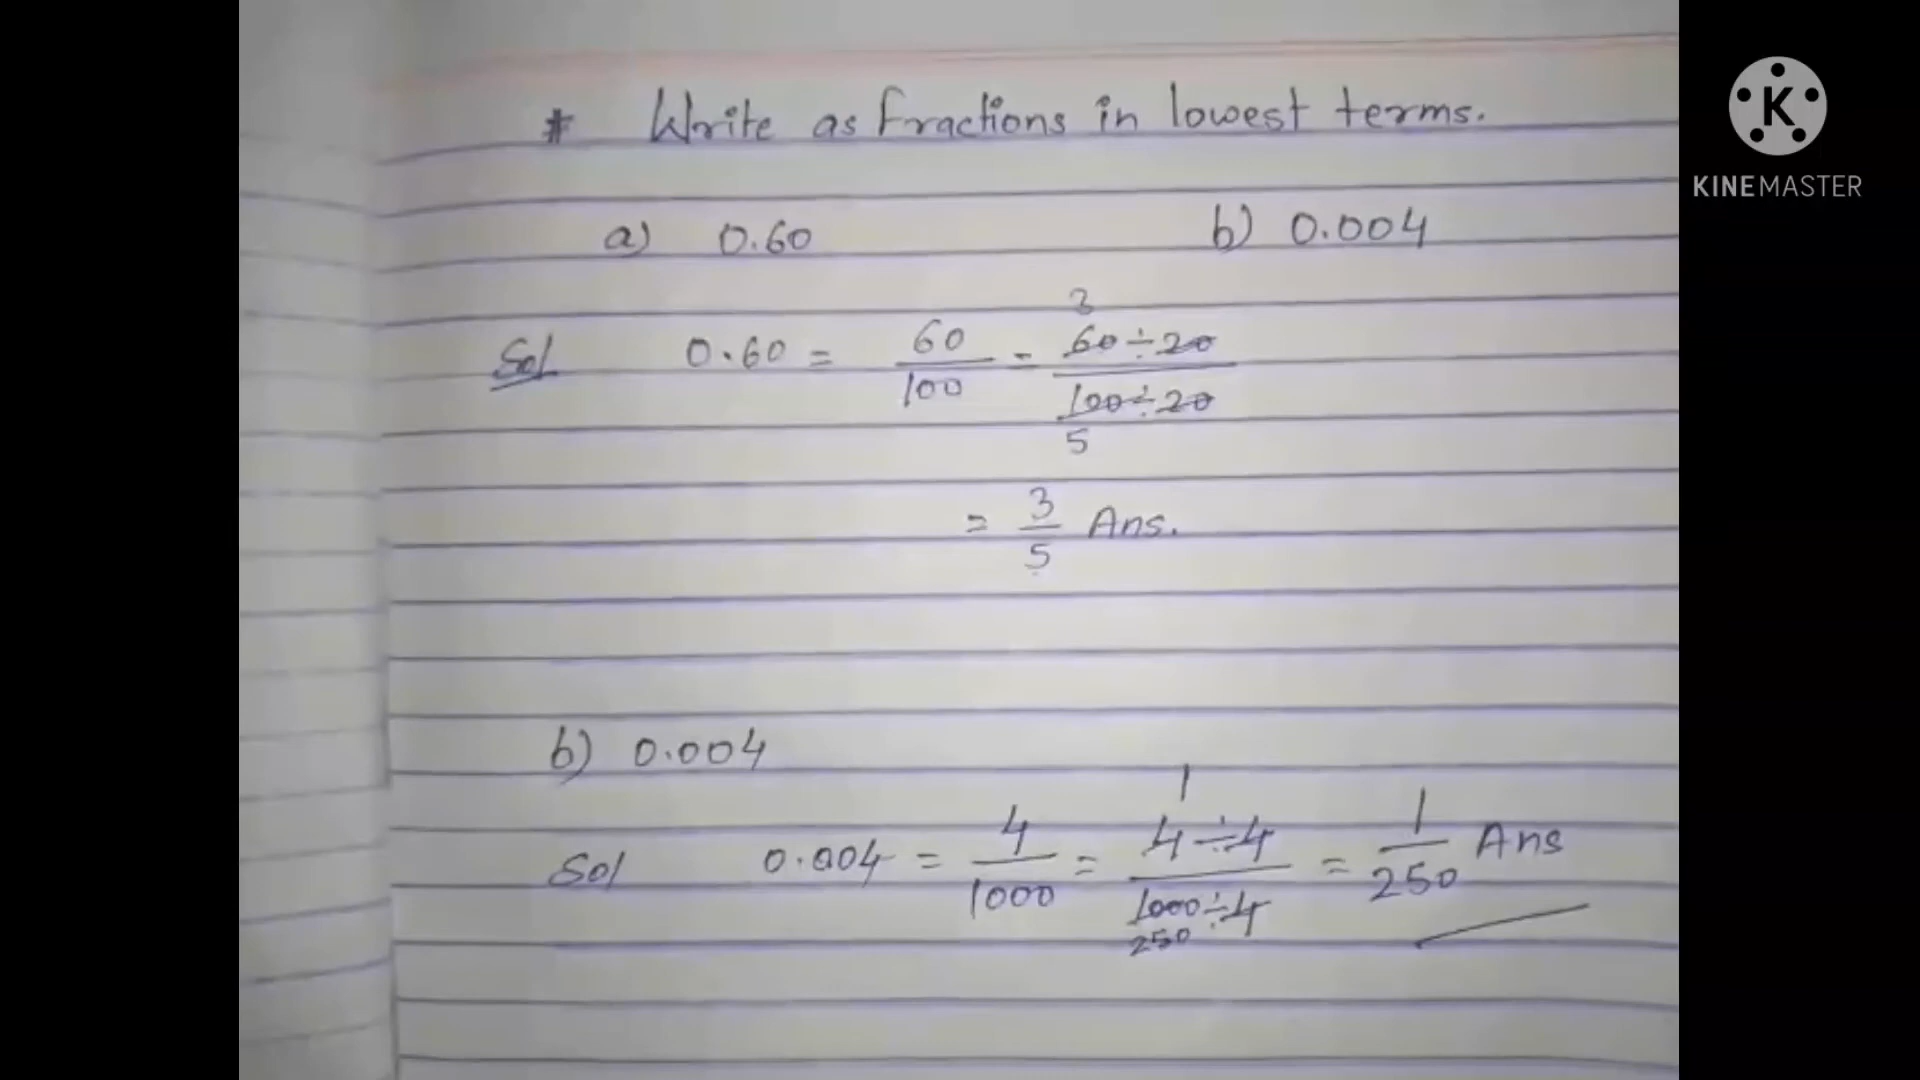 * Write as fractions in lowest terms.
a) 0.60 b) 0.004
Sol 0.60 = 60/100 = 60÷20/100÷20 3 5
= 3/5 Ans.
b) 0.004
Sol 0.004 = 4/1000 = 4÷4/1000÷4 1 250 = 1/250 Ans
K
KINEMASTER